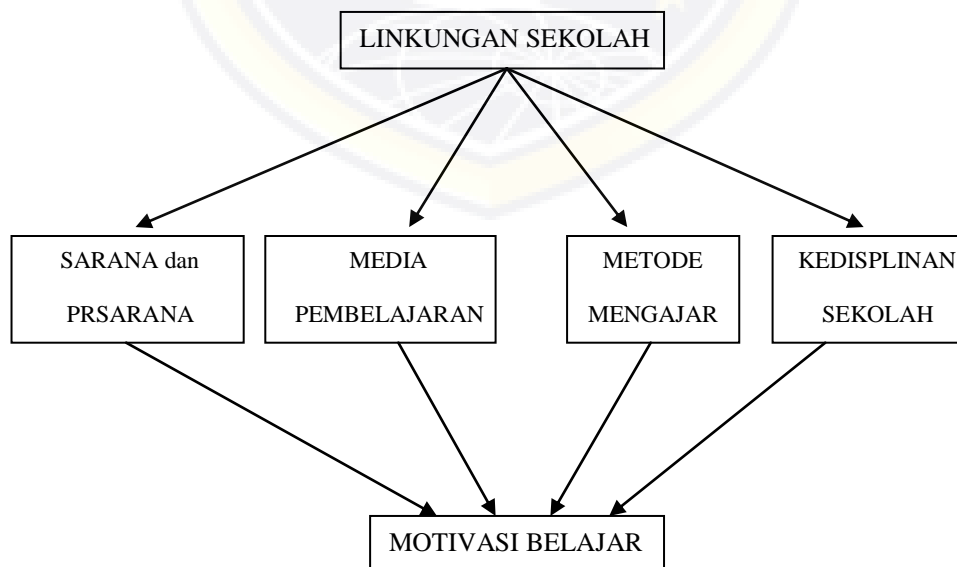 LINKUNGAN SEKOLAH
SARANA dan
PRSARANA
MEDIA
PEMBELAJARAN
METODE
MENGAJAR
KEDISPLINAN
SEKOLAH
MOTIVASI BELAJAR